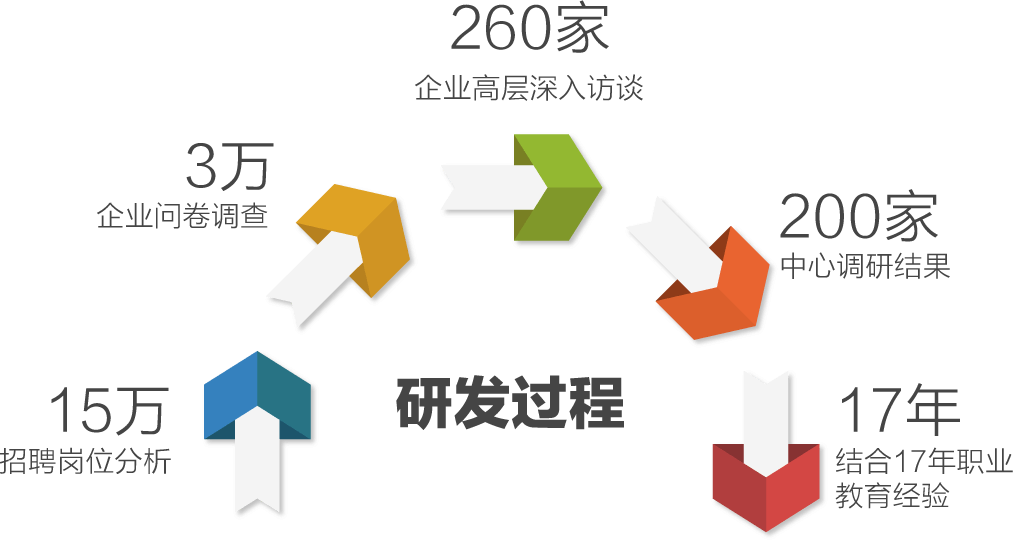 260家
企业高层深入访谈
3万
企业问卷调查
200家
中心调研结果
研发过程
15万
招聘岗位分析
17年
结合17年职业
教育经验